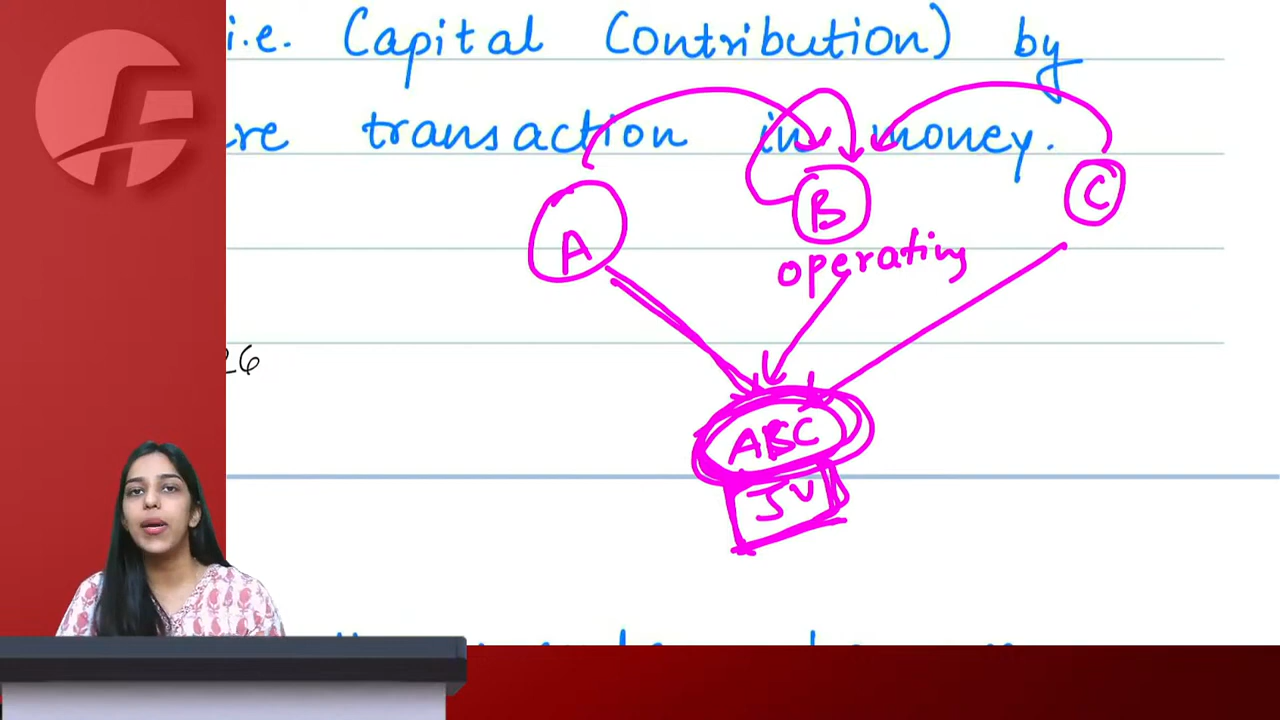 i.e. Capital Contribution) by
re transaction in money.
A B C
operating
26
ABC
JV